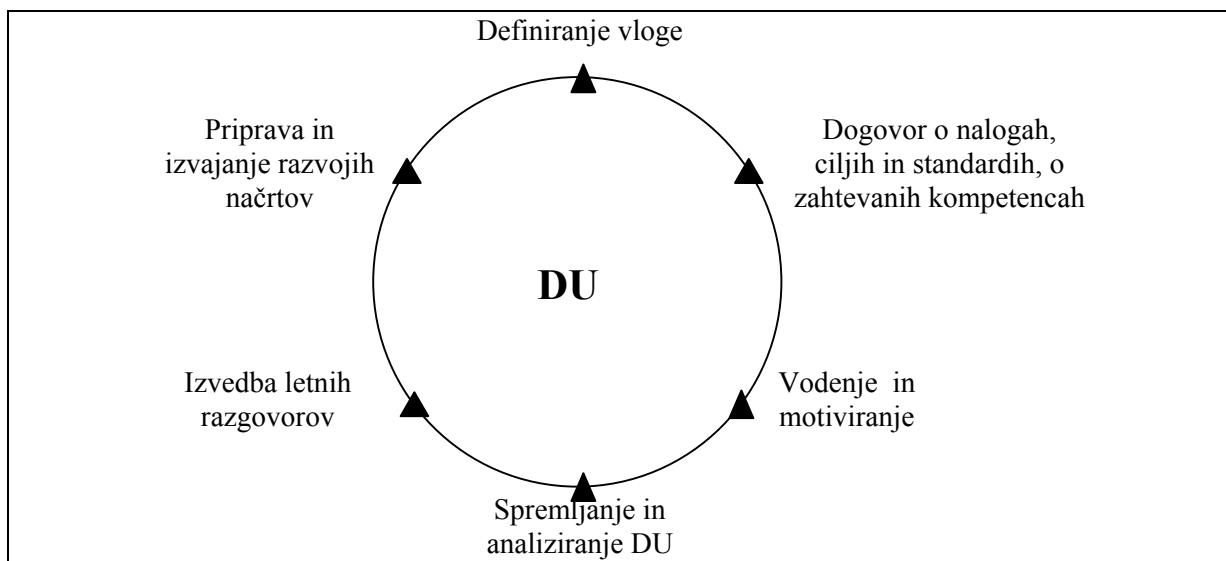 Definiranje vloge
Priprava in
izvajanje razvojih
načrtov
Dogovor o nalogah,
ciljih in standardih, o
zahtevanih kompetencah
DU
Izvedba letnih
razgovorov
Vodenje in
motiviranje
Spremljanje in
analiziranje DU